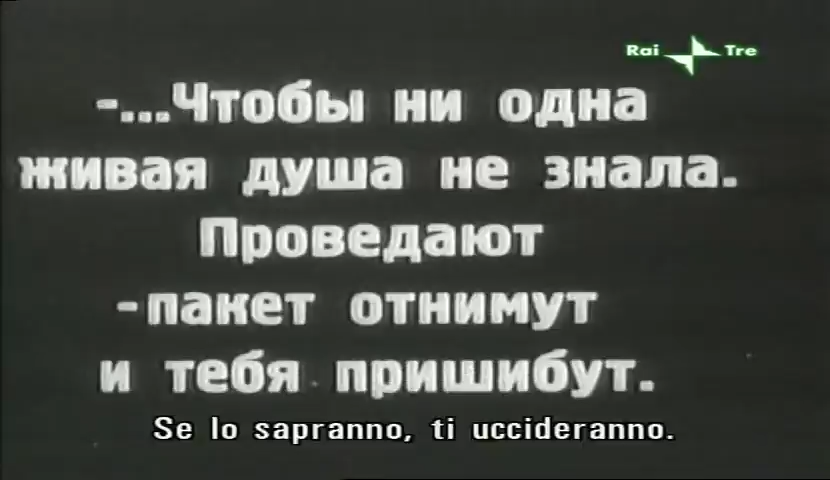 Rai Tre
-...Чтобы ни одна
живая душа не знала.
Проведают
-пакет отнимут
и тебя пришибут.
Se lo sapranno, ti uccideranno.